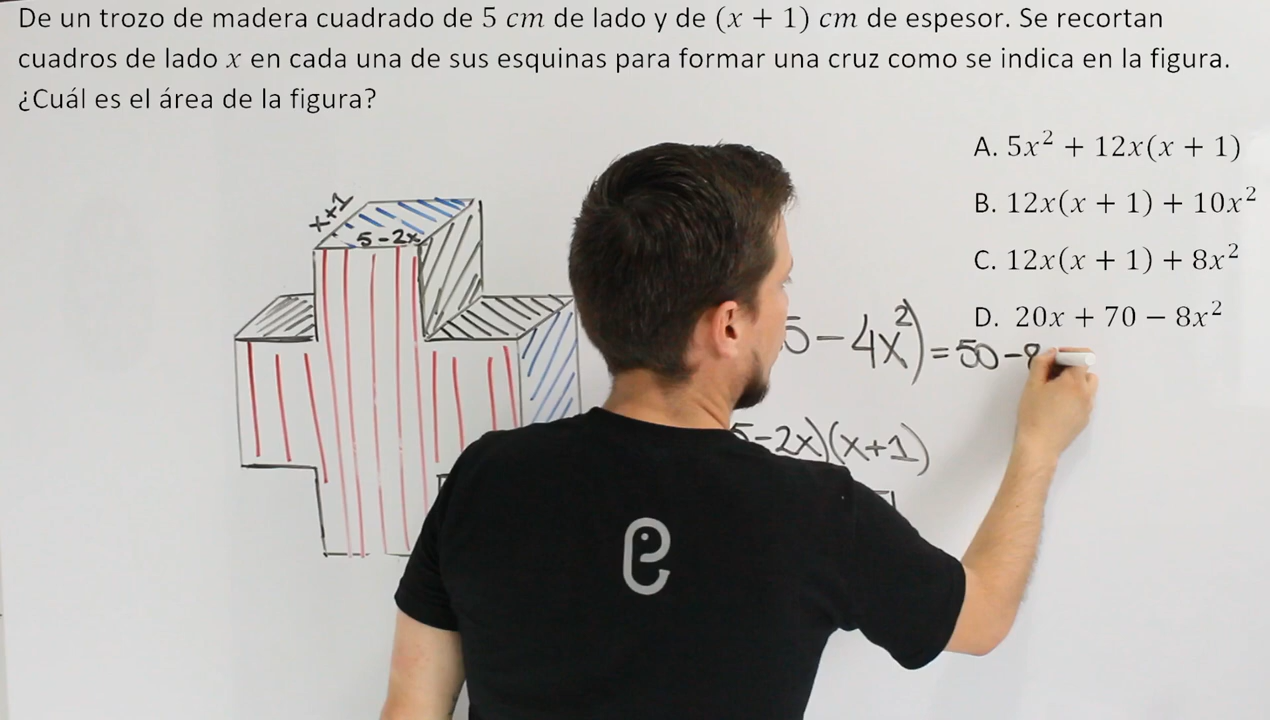 De un trozo de madera cuadrado de 5 cm de lado y de (x + 1) cm de espesor. Se recortan
cuadros de lado x en cada una de sus esquinas para formar una cruz como se indica en la figura.
¿Cuál es el área de la figura?
A. 5x² + 12x(x + 1)
B. 12x(x + 1) + 10x²
C. 12x(x + 1) + 8x²
D. 20x + 70 − 8x²
x+1
5-2x
5-4x²)=50-8
5-2x)(x+1)